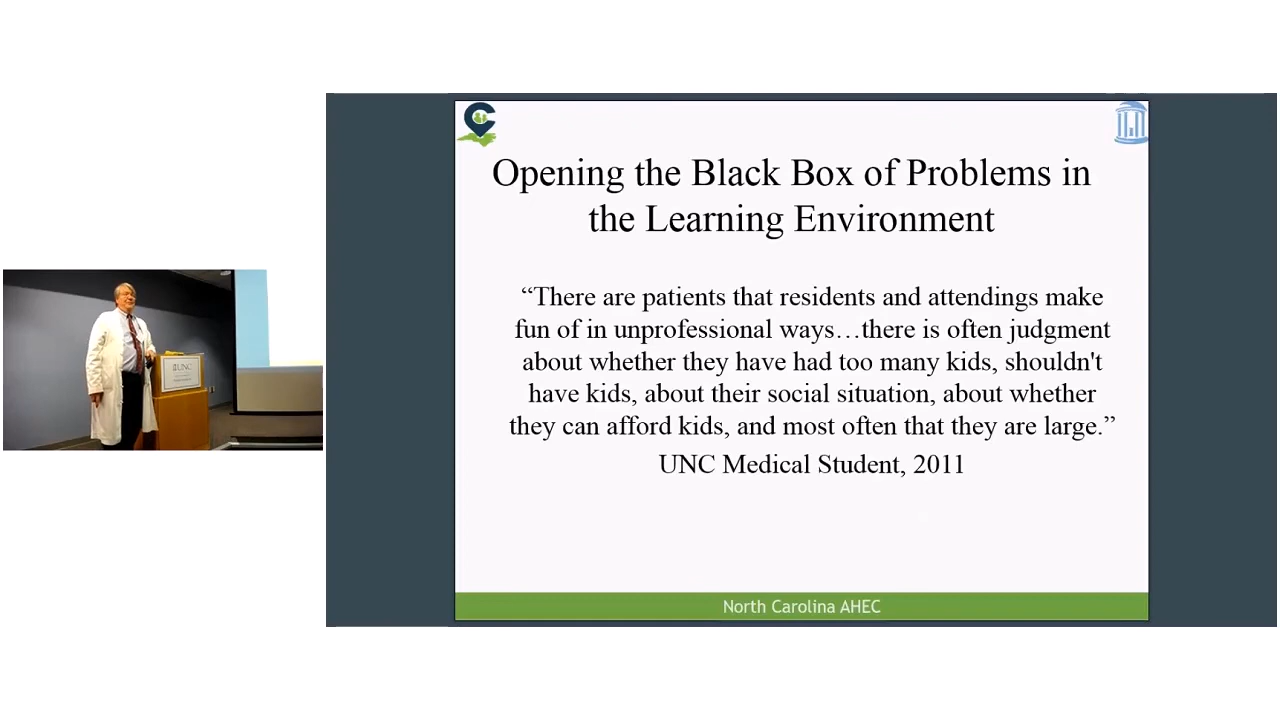 Opening the Black Box of Problems in
the Learning Environment
“There are patients that residents and attendings make
fun of in unprofessional ways…there is often judgment
about whether they have had too many kids, shouldn't
have kids, about their social situation, about whether
they can afford kids, and most often that they are large.”
UNC Medical Student, 2011
North Carolina AHEC
UNC